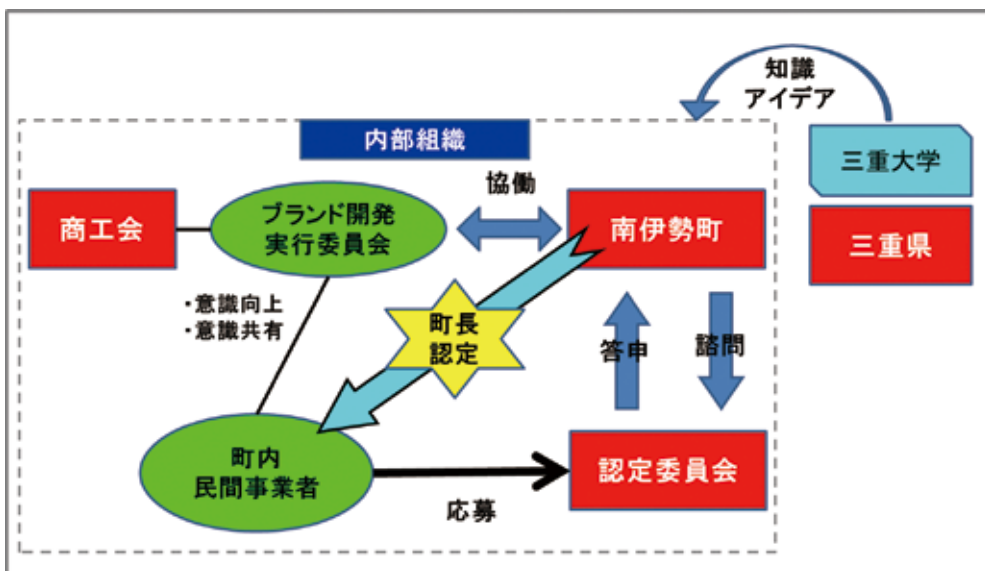 知識
アイデア
内部組織
三重大学
協働
商工会
ブランド開発
実行委員会
南伊勢町
三重県
・意識向上
・意識共有
町長
認定
答申
諮問
町内
民間事業者
認定委員会
応募